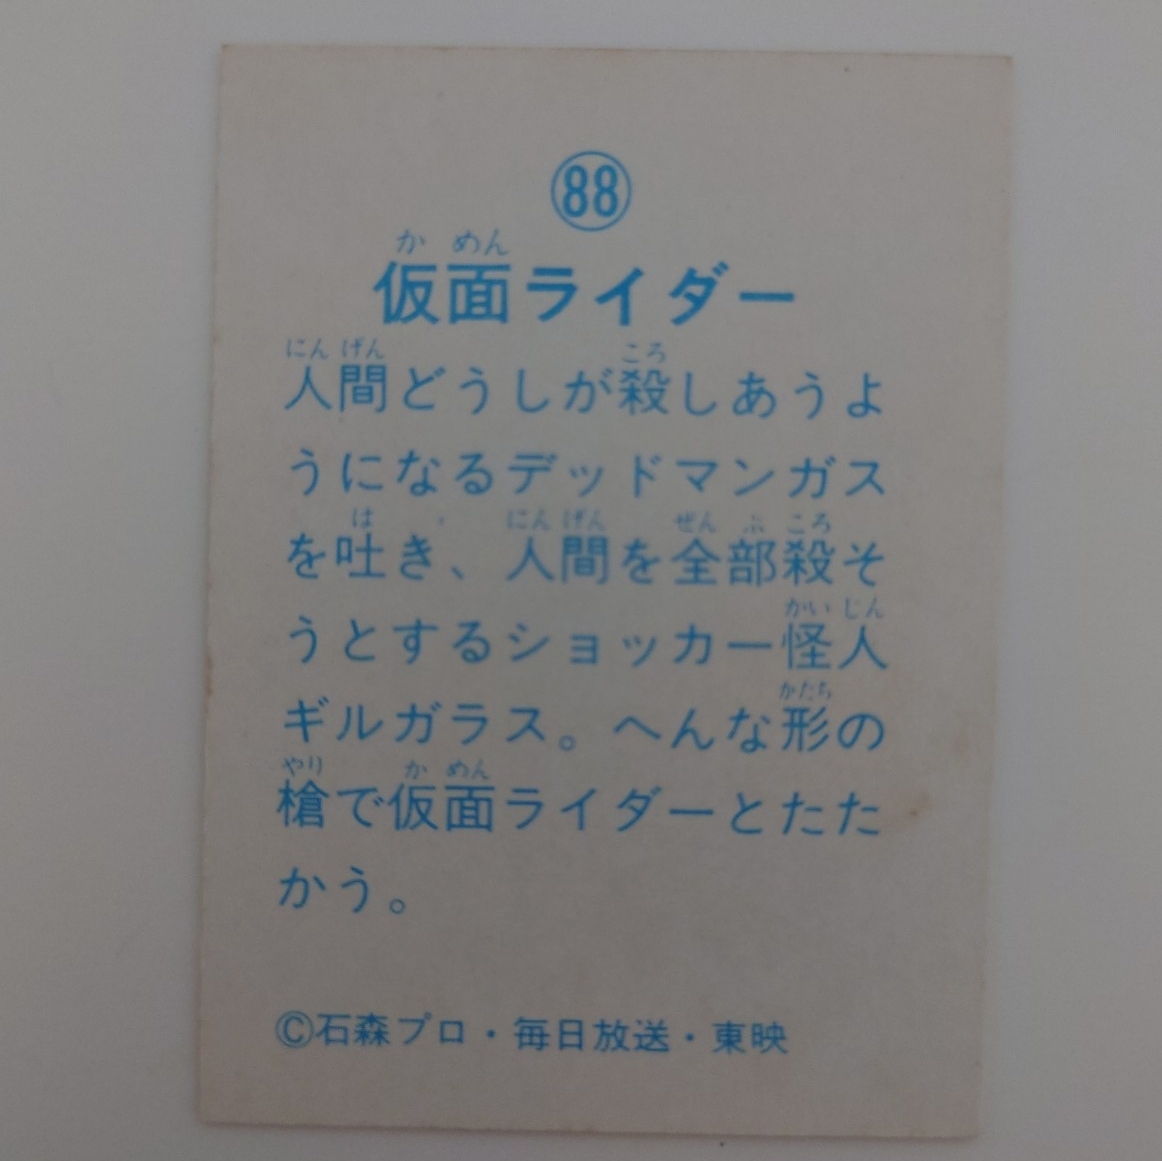 88
か めん
仮面ライダー
にん げん ころ
人間どうしが殺しあうよ
うになるデッドマンガス
は にん げん ぜん ぶ ころ
を吐き、人間を全部殺そ
かい じん
うとするショッカー怪人
かたち
ギルガラス。へんな形の
やり か めん
槍で仮面ライダーとたた
かう。
©石森プロ・毎日放送・東映